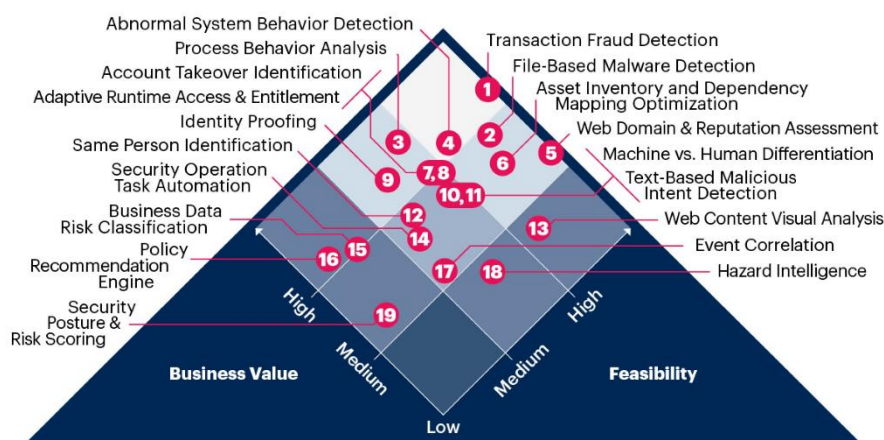 Abnormal System Behavior Detection
Process Behavior Analysis
Account Takeover Identification
Adaptive Runtime Access & Entitlement
Identity Proofing
Same Person Identification
Security Operation
Task Automation
Business Data
Risk Classification
Policy
Recommendation
Engine
Security
Posture &
Risk Scoring
Transaction Fraud Detection
File-Based Malware Detection
Asset Inventory and Dependency
Mapping Optimization
Web Domain & Reputation Assessment
Machine vs. Human Differentiation
Text-Based Malicious
Intent Detection
Web Content Visual Analysis
Event Correlation
Hazard Intelligence
1
2
3
4
5
6
7, 8
9
10, 11
12
13
14
15
16
17
18
19
High
Medium
Low
Medium
High
Business Value
Feasibility